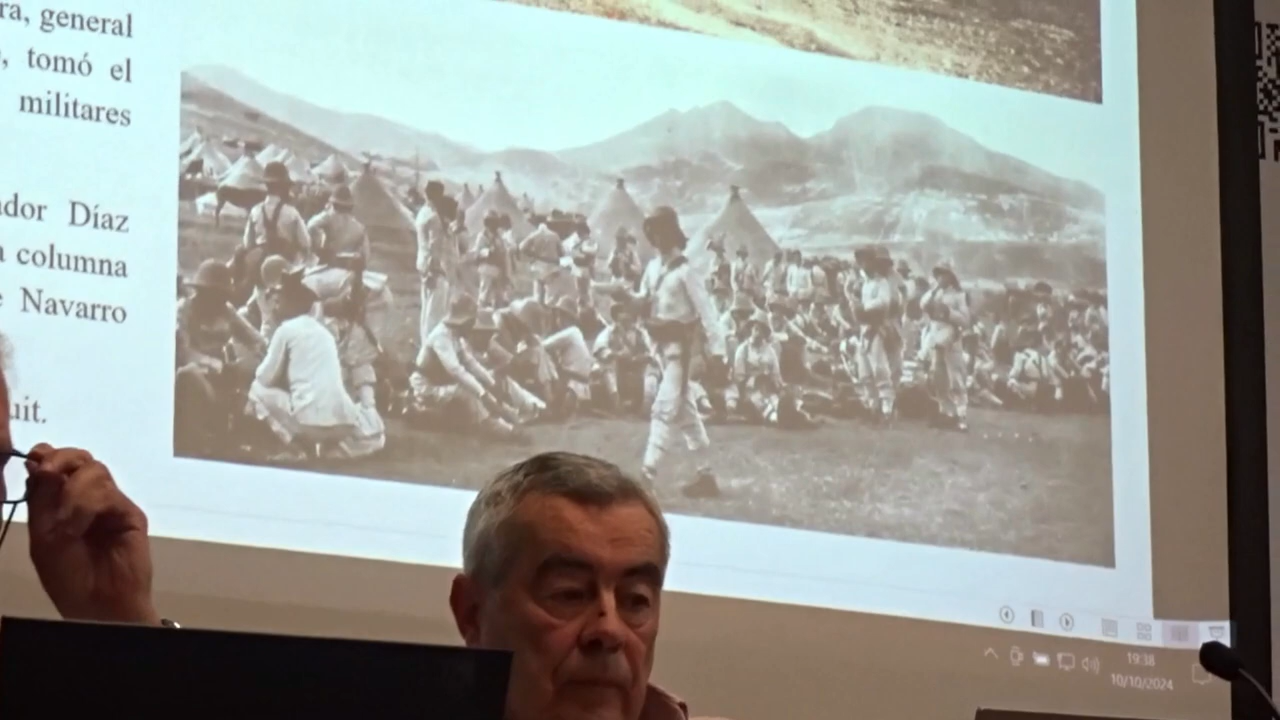 ra, general
, tomó el
militares
ador Díaz
a columna
e Navarro
uit.
19:38
10/10/2024